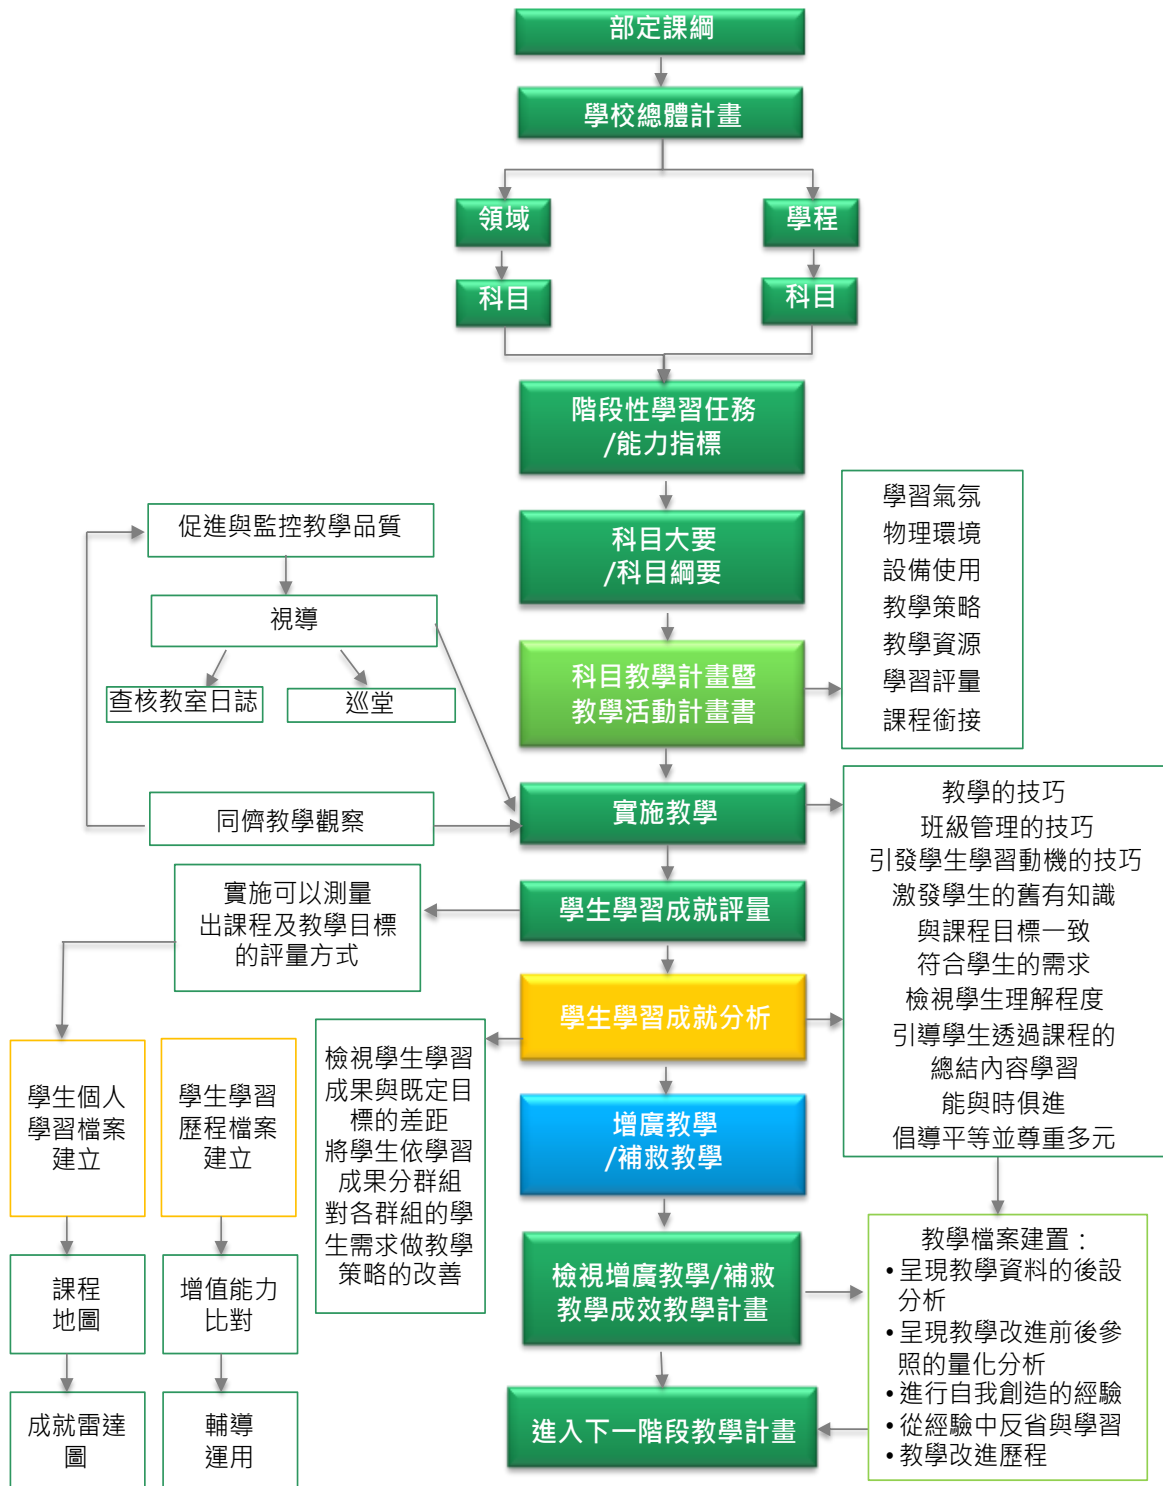 部定課綱
學校總體計畫
領域
學程
科目
科目
階段性學習任務
/能力指標
科目大要
/科目綱要
科目教學計畫暨
教學活動計畫書
學習氣氛
物理環境
設備使用
教學策略
教學資源
學習評量
課程銜接
促進與監控教學品質
視導
查核教室日誌
巡堂
同儕教學觀察
實施教學
教學的技巧
班級管理的技巧
引發學生學習動機的技巧
激發學生的舊有知識
與課程目標一致
符合學生的需求
檢視學生理解程度
引導學生透過課程的
總結內容學習
能與時俱進
倡導平等並尊重多元
學生學習成就評量
實施可以測量
出課程及教學目標
的評量方式
學生學習成就分析
檢視學生學習
成果與既定目
標的差距
將學生依學習
成果分群組
對各群組的學
生需求做教學
策略的改善
學生個人
學習檔案
建立
學生學習
歷程檔案
建立
課程
地圖
增值能力
比對
成就雷達
圖
輔導
運用
增廣教學
/補救教學
檢視增廣教學/補救
教學成效教學計畫
教學檔案建置：
•呈現教學資料的後設
分析
•呈現教學改進前後參
照的量化分析
•進行自我創造的經驗
•從經驗中反省與學習
•教學改進歷程
進入下一階段教學計畫